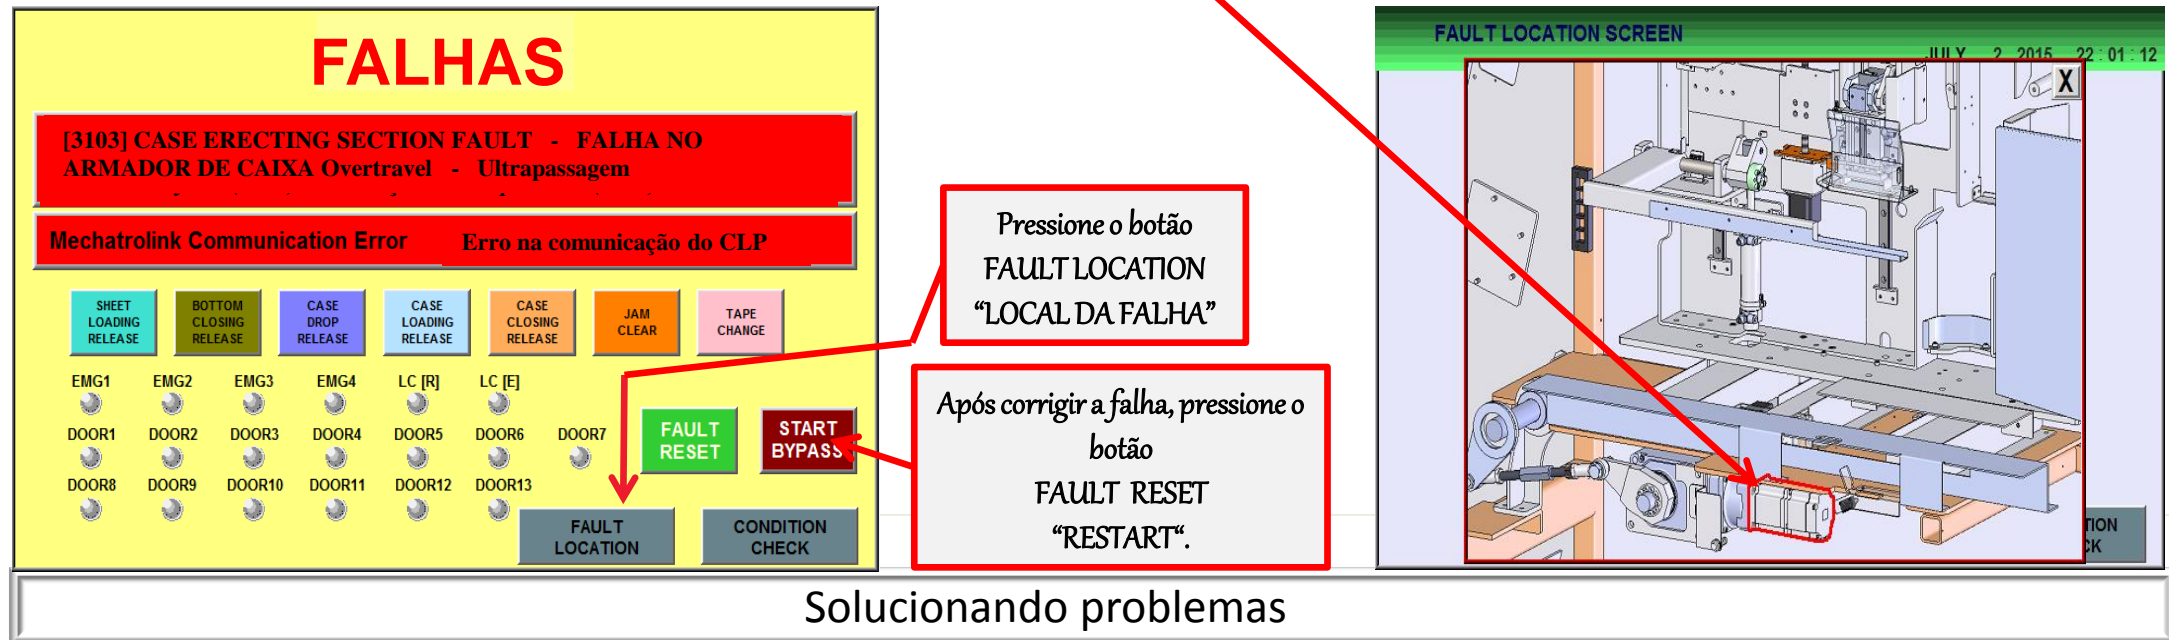 FALHAS
[3103] CASE ERECTING SECTION FAULT - FALHA NO
ARMADOR DE CAIXA Overtravel - Ultrapassagem
Mechatrolink Communication Error Erro na comunicação do CLP
SHEET
LOADING
RELEASE
BOTTOM
CLOSING
RELEASE
CASE
DROP
RELEASE
CASE
LOADING
RELEASE
CASE
CLOSING
RELEASE
JAM
CLEAR
TAPE
CHANGE
EMG1 EMG2 EMG3 EMG4 LC [R] LC [E]
DOOR1 DOOR2 DOOR3 DOOR4 DOOR5 DOOR6 DOOR7
DOOR8 DOOR9 DOOR10 DOOR11 DOOR12 DOOR13
FAULT
RESET
START
BYPASS
FAULT
LOCATION
CONDITION
CHECK
Pressione o botão
FAULT LOCATION
“LOCAL DA FALHA”
Após corrigir a falha, pressione o
botão
FAULT RESET
“RESTART“.
FAULT LOCATION SCREEN
JULY 2 2015 22:01:12
X
TION
CK
Solucionando problemas